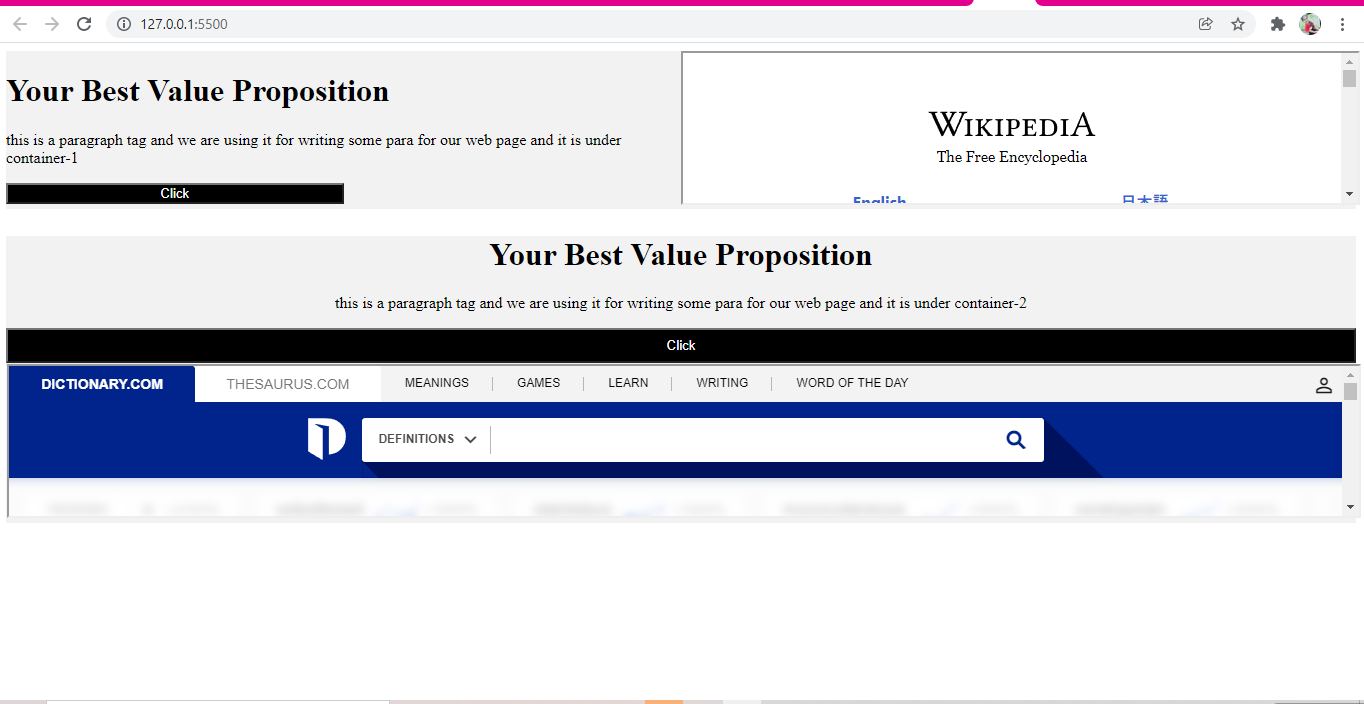 127.0.0.1:5500
Your Best Value Proposition
this is a paragraph tag and we are using it for writing some para for our web page and it is under
container-1
Click
WIKIPEDIA
The Free Encyclopedia
English 日本語
Your Best Value Proposition
this is a paragraph tag and we are using it for writing some para for our web page and it is under container-2
Click
DICTIONARY.COM THESAURUS.COM MEANINGS GAMES LEARN WRITING WORD OF THE DAY
DEFINITIONS